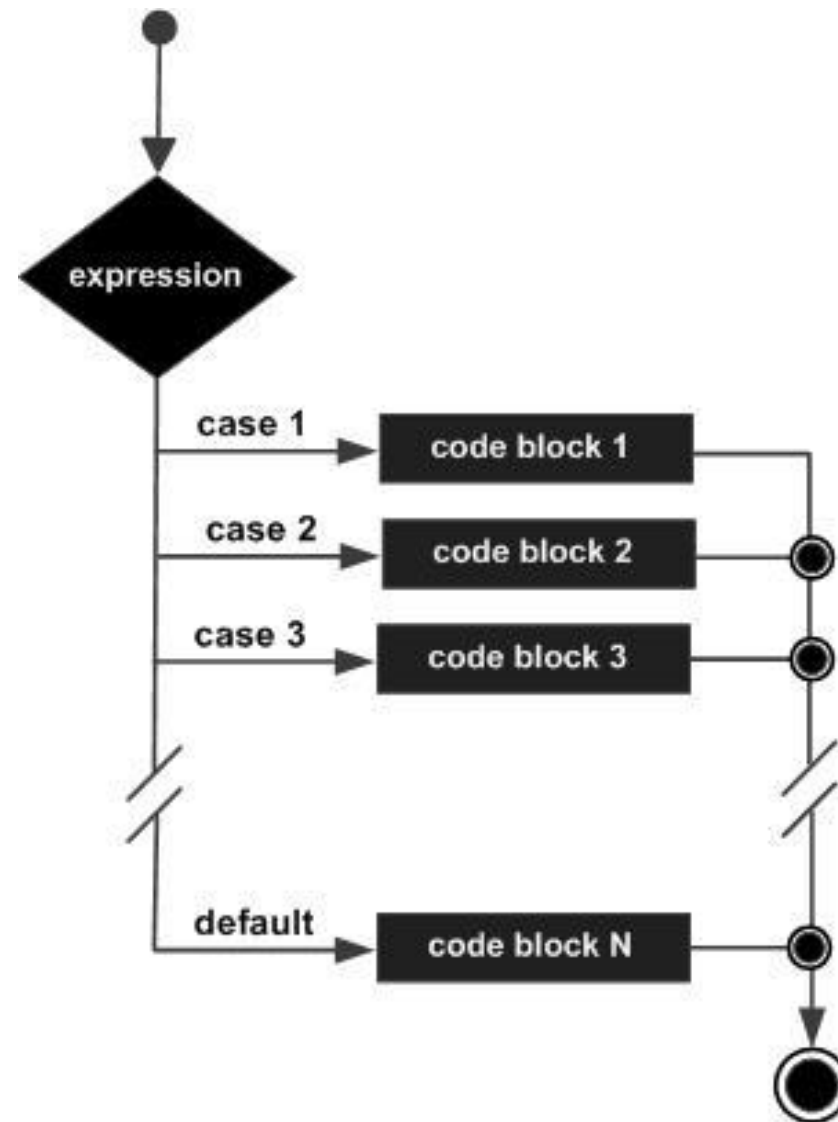 expression
case 1
code block 1
case 2
code block 2
case 3
code block 3
default
code block N